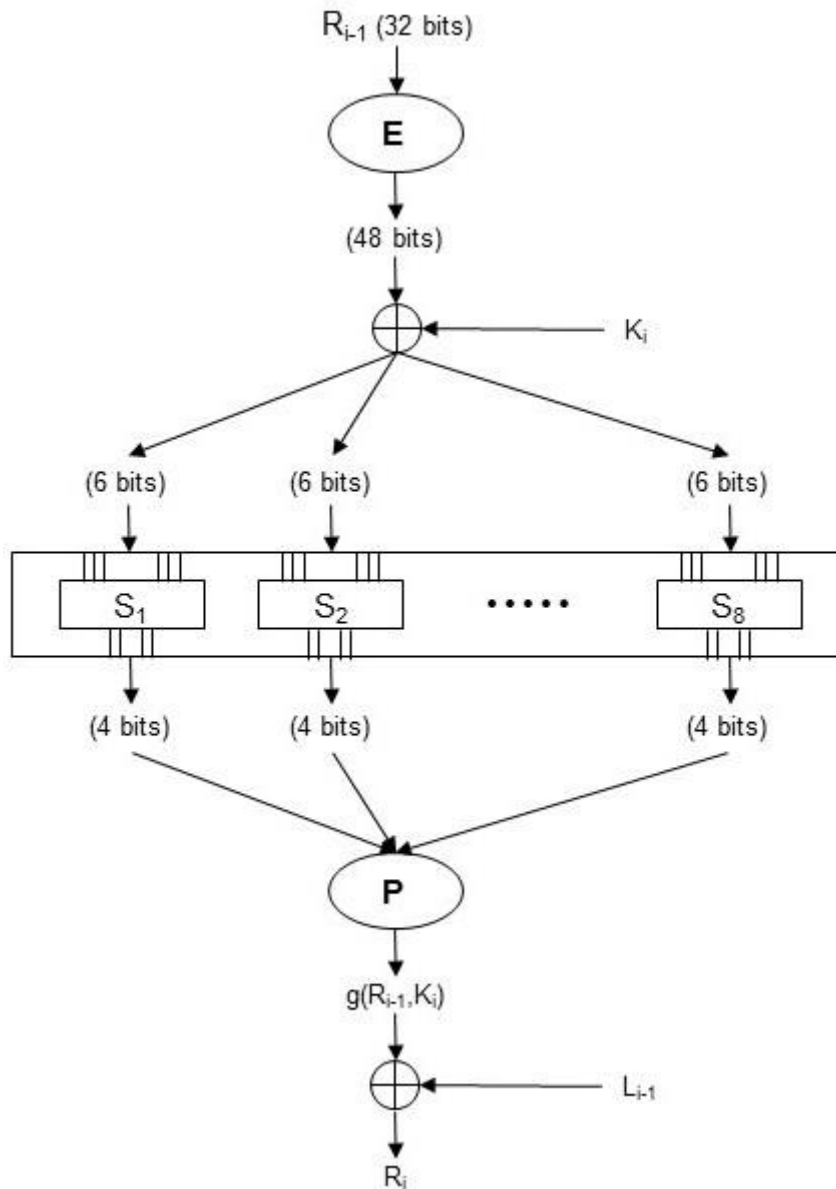 R_{i-1} (32 bits)
E
(48 bits)
K_i
(6 bits) (6 bits) (6 bits)
S_1 S_2 ····· S_8
(4 bits) (4 bits) (4 bits)
P
g(R_{i-1},K_i)
L_{i-1}
R_i